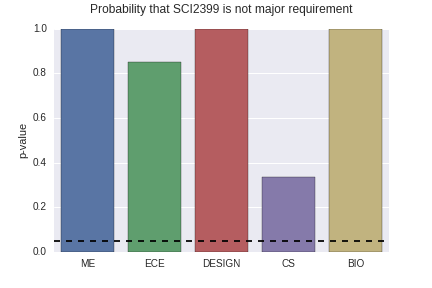 Probability that SCI2399 is not major requirement
1.0
0.8
0.6
0.4
0.2
0.0
p-value
ME ECE DESIGN CS BIO